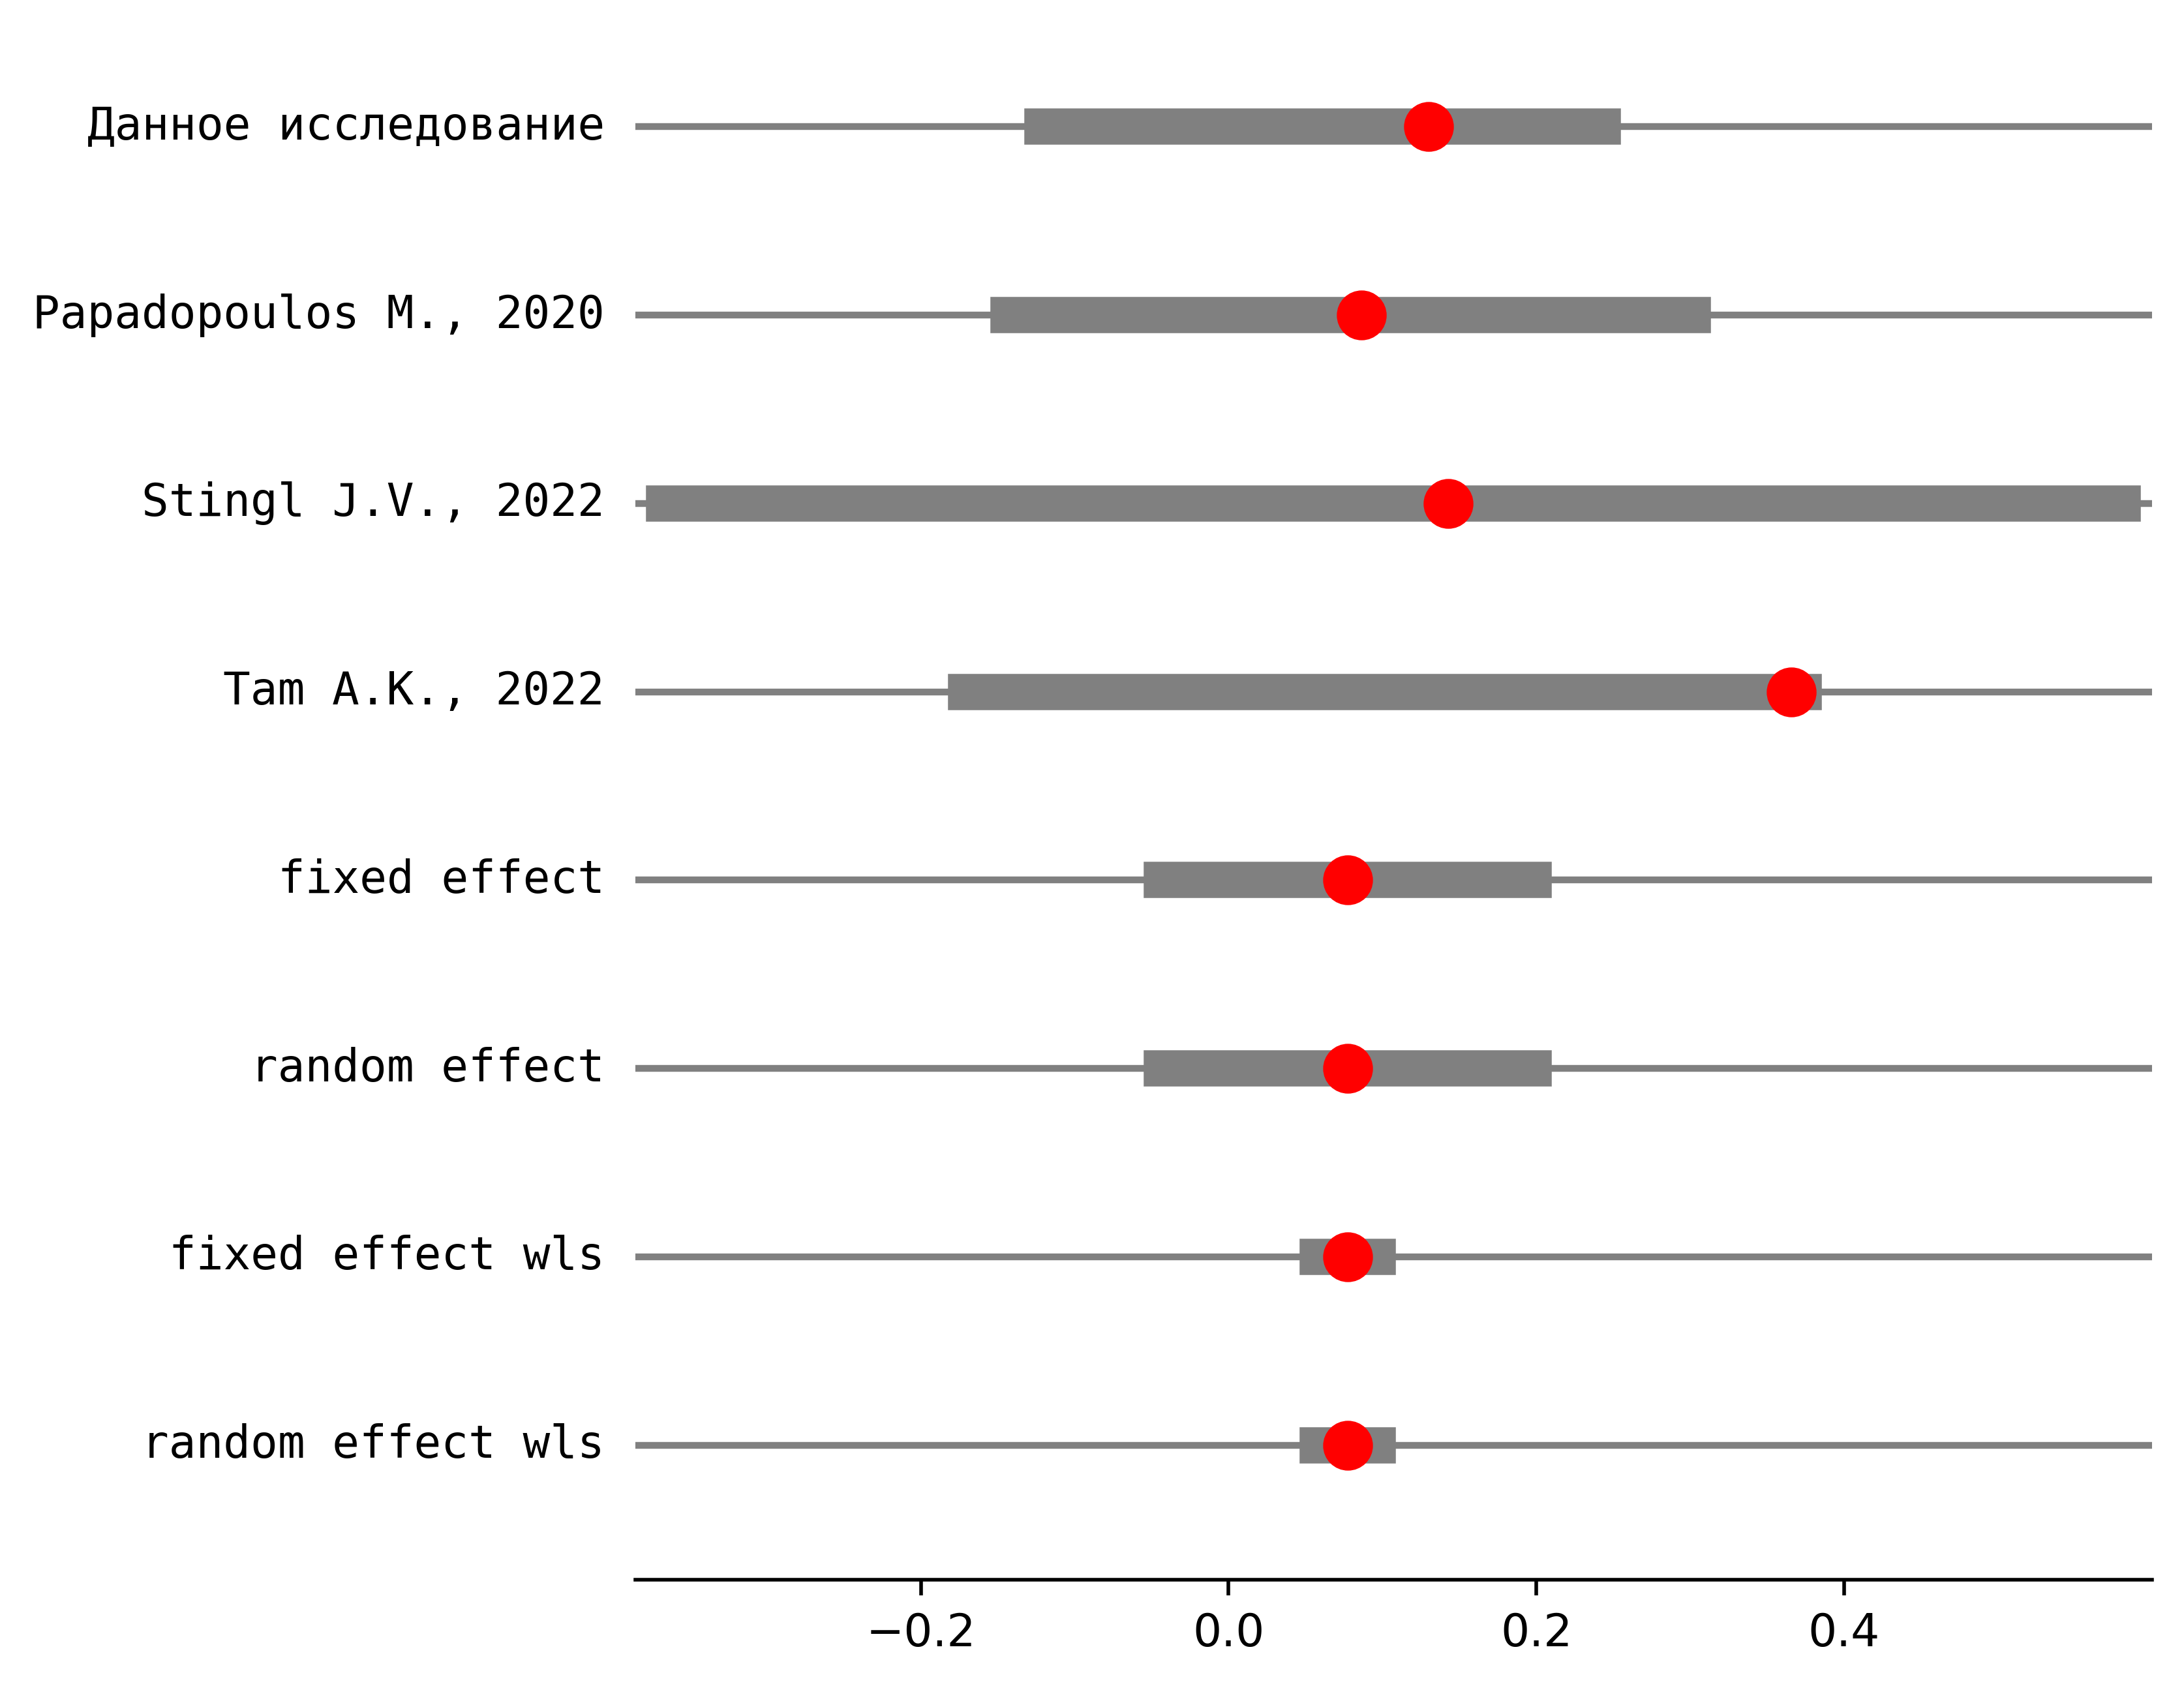 Данное исследование
Papadopoulos M., 2020
Stingl J.V., 2022
Tam A.K., 2022
fixed effect
random effect
fixed effect wls
random effect wls
−0.2 0.0 0.2 0.4